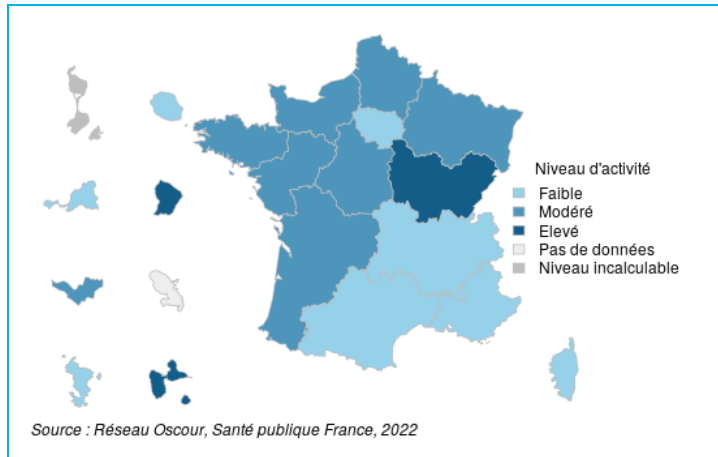 Niveau d'activité
Faible
Modéré
Elevé
Pas de données
Niveau incalculable
Source : Réseau Oscour, Santé publique France, 2022